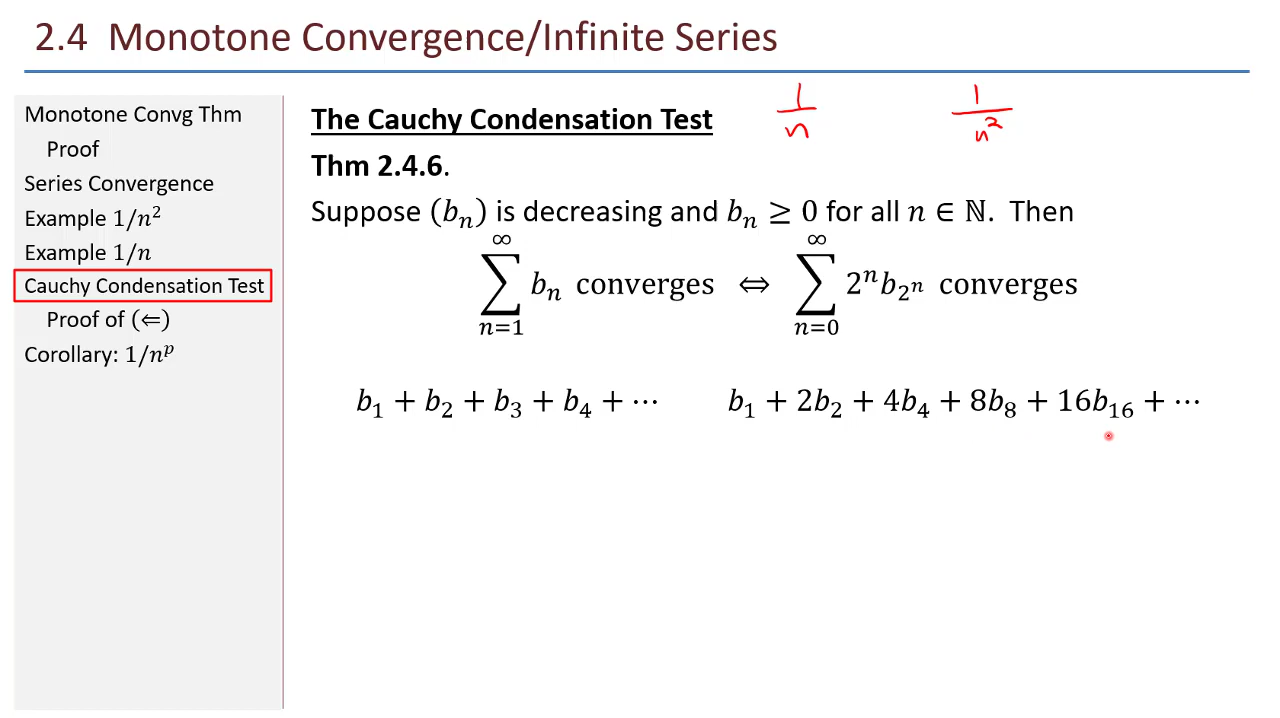 2.4 Monotone Convergence/Infinite Series
Monotone Convg Thm
Proof
Series Convergence
Example 1/n²
Example 1/n
Cauchy Condensation Test
Proof of (⇐)
Corollary: 1/nᵖ
The Cauchy Condensation Test 1/n 1/n²
Thm 2.4.6.
Suppose (bₙ) is decreasing and bₙ ≥ 0 for all n ∈ ℕ. Then
∑_{n=1}^{∞} bₙ converges ⇔ ∑_{n=0}^{∞} 2ⁿb_{2ⁿ} converges
b₁ + b₂ + b₃ + b₄ + ⋯ b₁ + 2b₂ + 4b₄ + 8b₈ + 16b₁₆ + ⋯